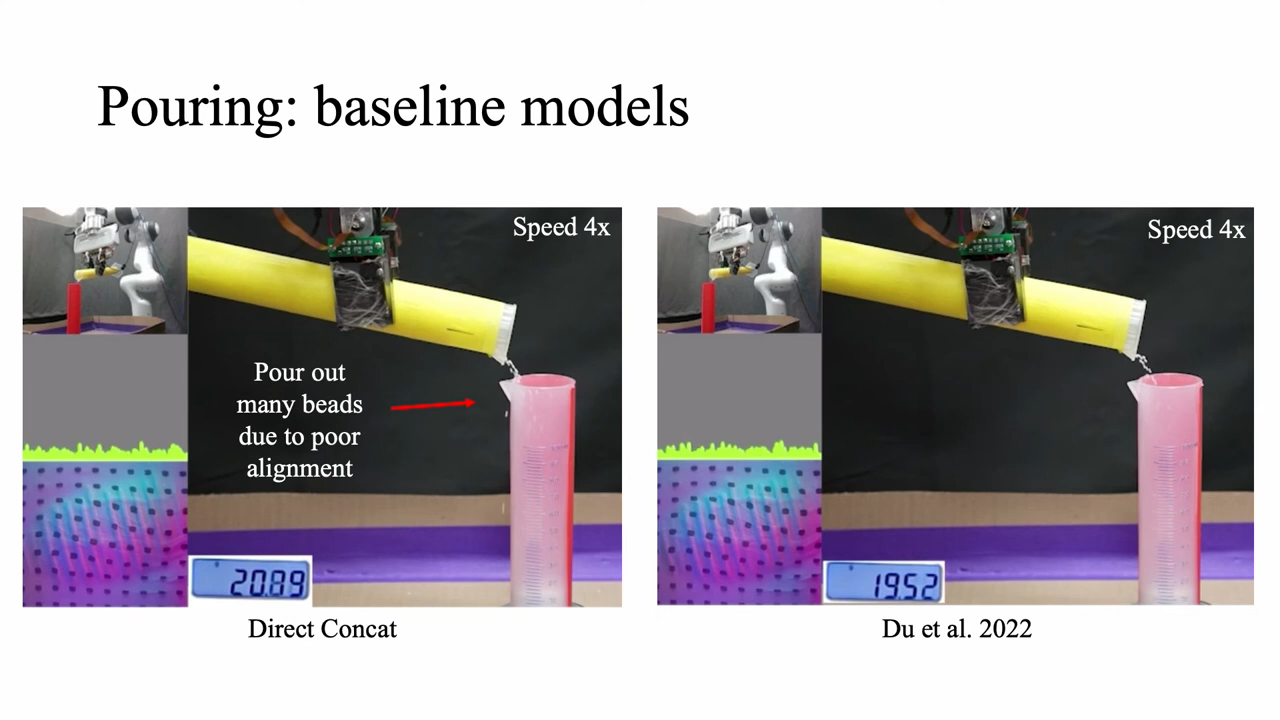 Pouring: baseline models
Speed 4x
Pour out
many beads
due to poor
alignment
20.89
Direct Concat
Speed 4x
19.52
Du et al. 2022